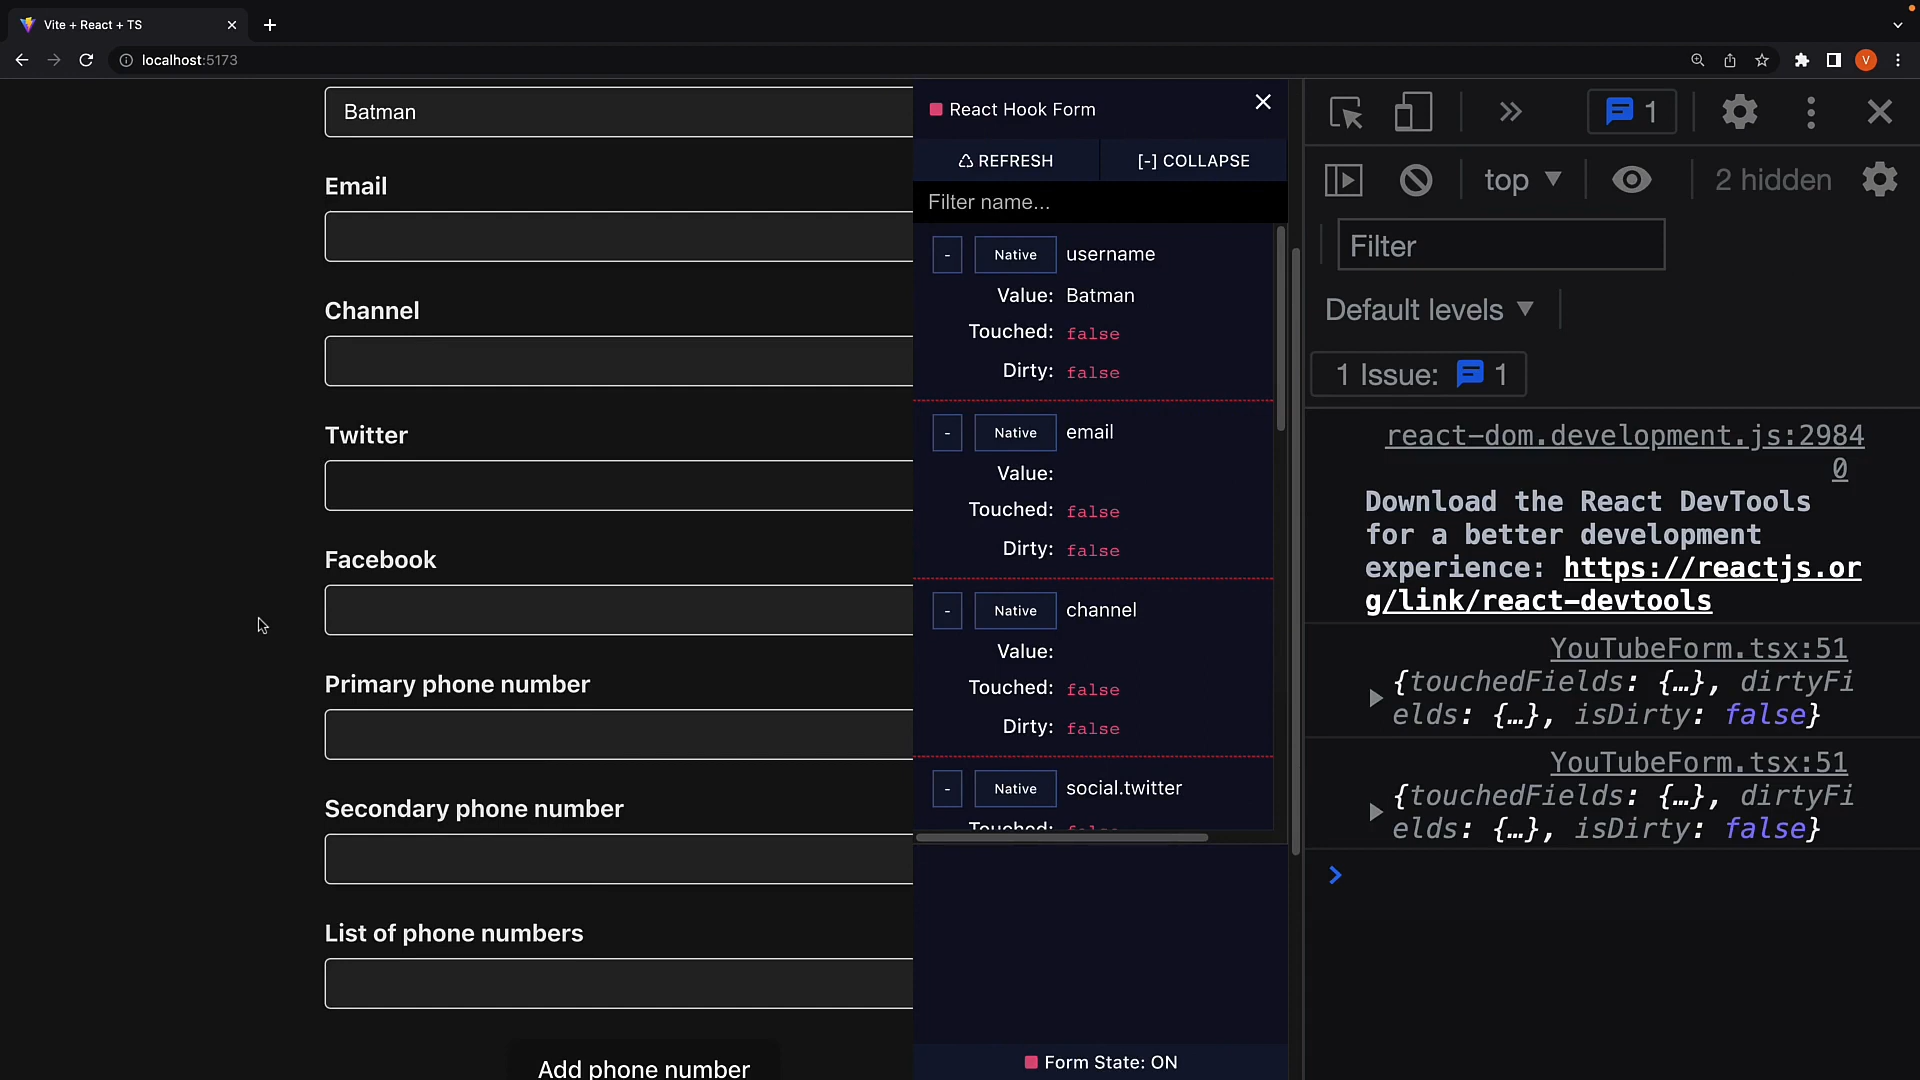 Vite + React + TS
localhost:5173
V
Batman
Email
Channel
Twitter
Facebook
Primary phone number
Secondary phone number
List of phone numbers
Add phone number
React Hook Form
REFRESH
[-] COLLAPSE
Filter name...
- Native username
Value: Batman
Touched: false
Dirty: false
- Native email
Value:
Touched: false
Dirty: false
- Native channel
Value:
Touched: false
Dirty: false
- Native social.twitter
Touched: false
Form State: ON
1
top
2 hidden
Filter
Default levels
1 Issue: 1
react-dom.development.js:2984
0
Download the React DevTools
for a better development
experience: https://reactjs.or
g/link/react-devtools
YouTubeForm.tsx:51
{touchedFields: {…}, dirtyFi
elds: {…}, isDirty: false}
YouTubeForm.tsx:51
{touchedFields: {…}, dirtyFi
elds: {…}, isDirty: false}